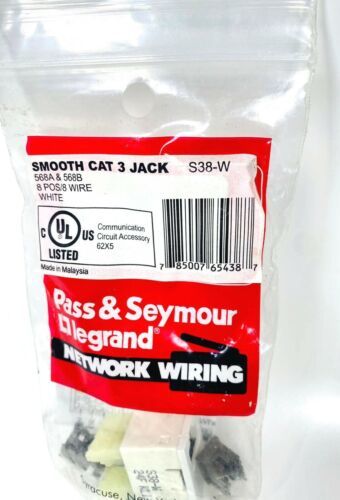 SMOOTH CAT 3 JACK S38-W
568A & 568B
8 POS/8 WIRE
WHITE
C UL US
LISTED
Communication
Circuit Accessory
62X5
Made in Malaysia
7 85007 65438 7
Pass & Seymour
legrand®
NETWORK WIRING